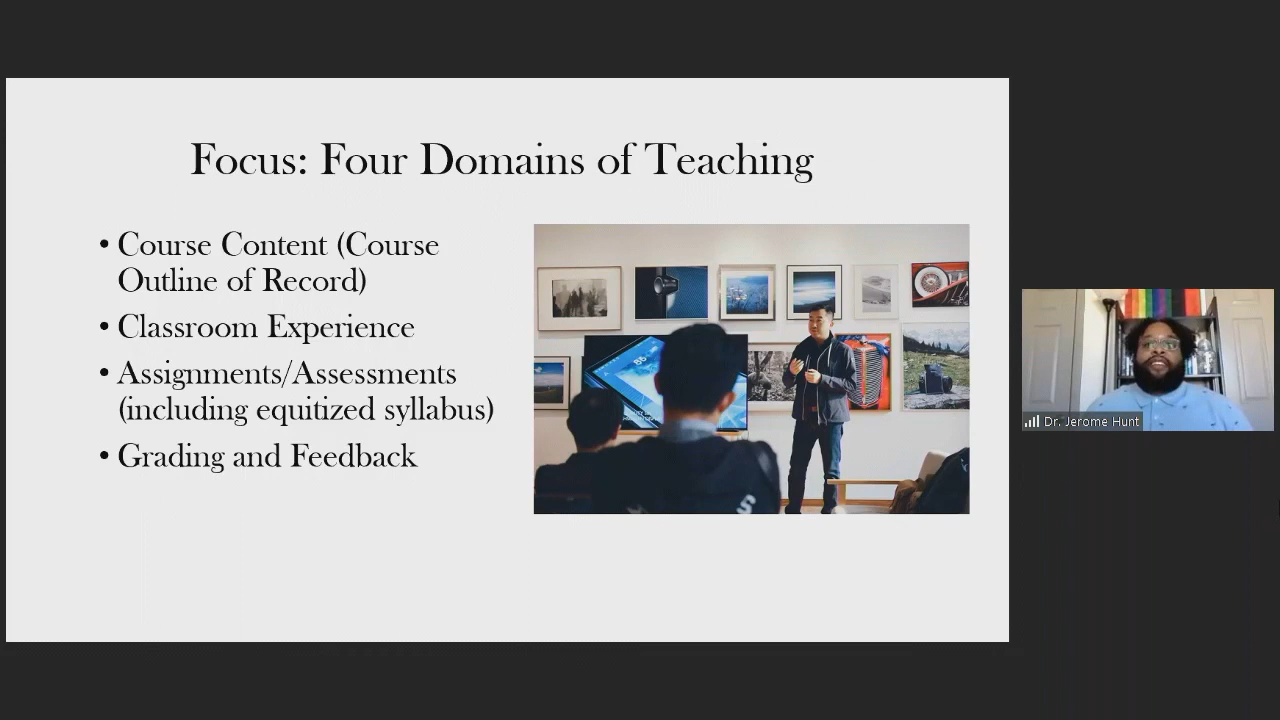 Focus: Four Domains of Teaching
• Course Content (Course
Outline of Record)
• Classroom Experience
• Assignments/Assessments
(including equitized syllabus)
• Grading and Feedback
Dr. Jerome Hunt